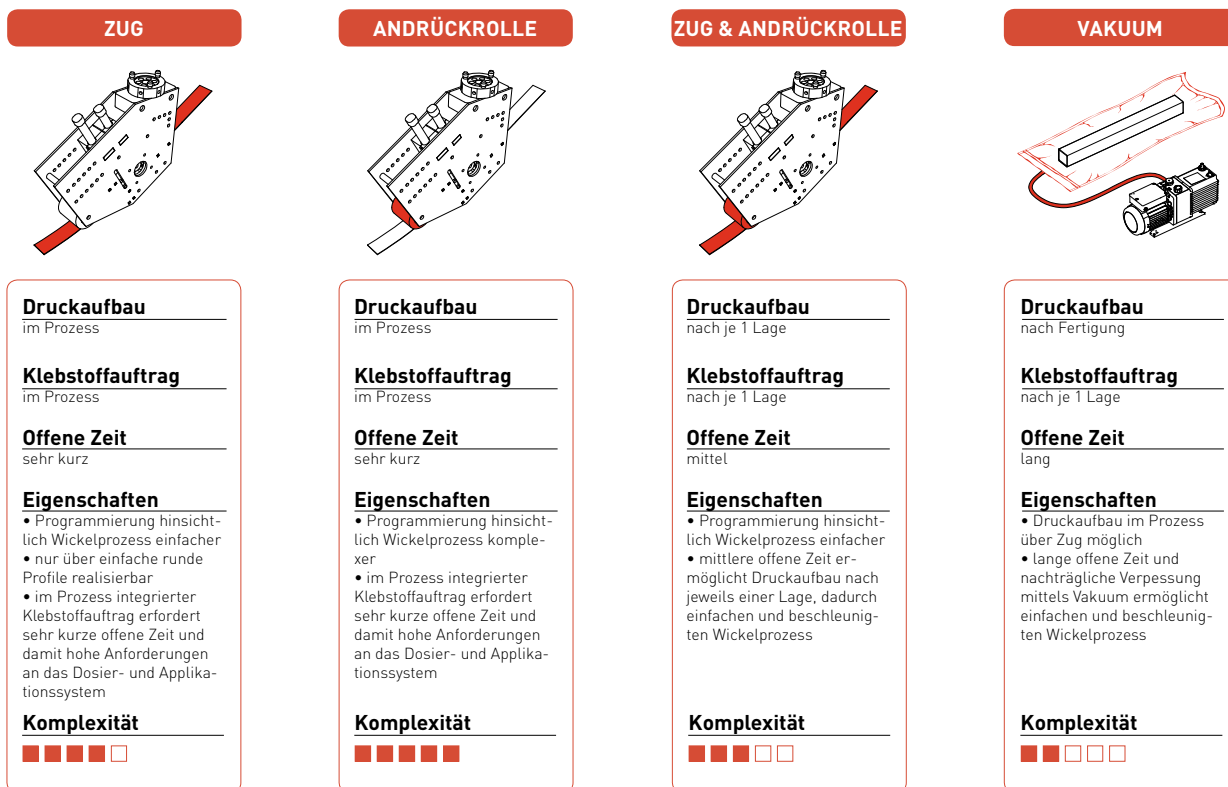 ZUG
Druckaufbau
im Prozess
Klebstoffauftrag
im Prozess
Offene Zeit
sehr kurz
Eigenschaften
• Programmierung hinsicht-
lich Wickelprozess einfacher
• nur über einfache runde
Profile realisierbar
• im Prozess integrierter
Klebstoffauftrag erfordert
sehr kurze offene Zeit und
damit hohe Anforderungen
an das Dosier- und Applika-
tionssystem
Komplexität
ANDRÜCKROLLE
Druckaufbau
im Prozess
Klebstoffauftrag
im Prozess
Offene Zeit
sehr kurz
Eigenschaften
• Programmierung hinsicht-
lich Wickelprozess komple-
xer
• im Prozess integrierter
Klebstoffauftrag erfordert
sehr kurze offene Zeit und
damit hohe Anforderungen
an das Dosier- und Applika-
tionssystem
Komplexität
ZUG & ANDRÜCKROLLE
Druckaufbau
nach je 1 Lage
Klebstoffauftrag
nach je 1 Lage
Offene Zeit
mittel
Eigenschaften
• Programmierung hinsicht-
lich Wickelprozess einfacher
• mittlere offene Zeit er-
möglicht Druckaufbau nach
jeweils einer Lage, dadurch
einfachen und beschleunig-
ten Wickelprozess
Komplexität
VAKUUM
Druckaufbau
nach Fertigung
Klebstoffauftrag
nach je 1 Lage
Offene Zeit
lang
Eigenschaften
• Druckaufbau im Prozess
über Zug möglich
• lange offene Zeit und
nachträgliche Verpessung
mittels Vakuum ermöglicht
einfachen und beschleunig-
ten Wickelprozess
Komplexität